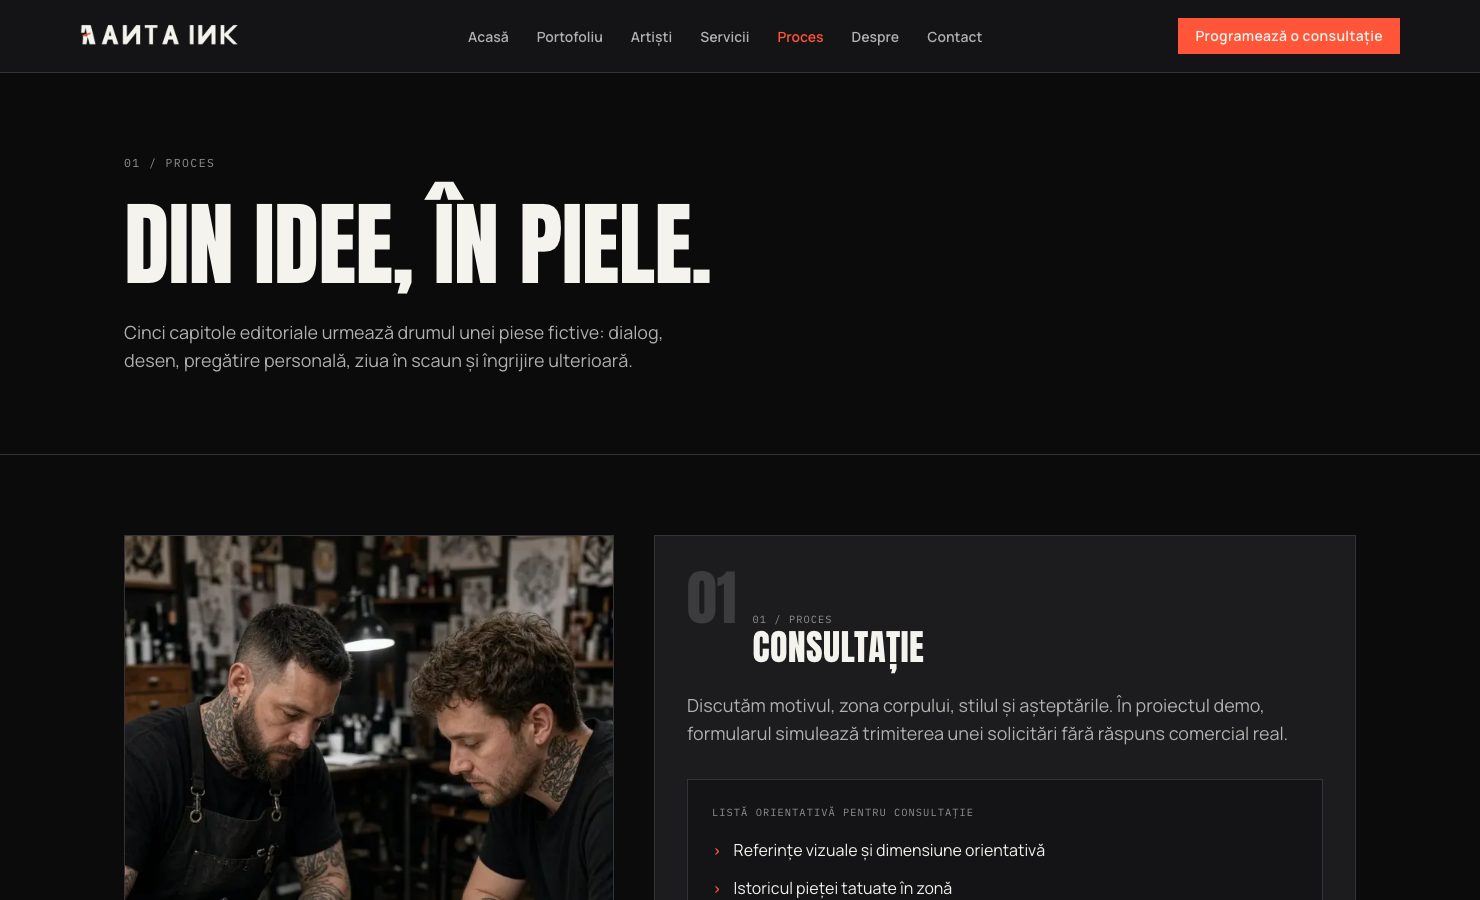 ANTA INK
Acasă
Portofoliu
Artiști
Servicii
Proces
Despre
Contact
Programează o consultație
01 / PROCES
DIN IDEE, ÎN PIELE.
Cinci capitole editoriale urmează drumul unei piese fictive: dialog,
desen, pregătire personală, ziua în scaun și îngrijire ulterioară.
01
01 / PROCES
CONSULTAȚIE
Discutăm motivul, zona corpului, stilul și așteptările. În proiectul demo,
formularul simulează trimiterea unei solicitări fără răspuns comercial real.
LISTĂ ORIENTATIVĂ PENTRU CONSULTAȚIE
› Referințe vizuale și dimensiune orientativă
› Istoricul pieței tatuate în zonă